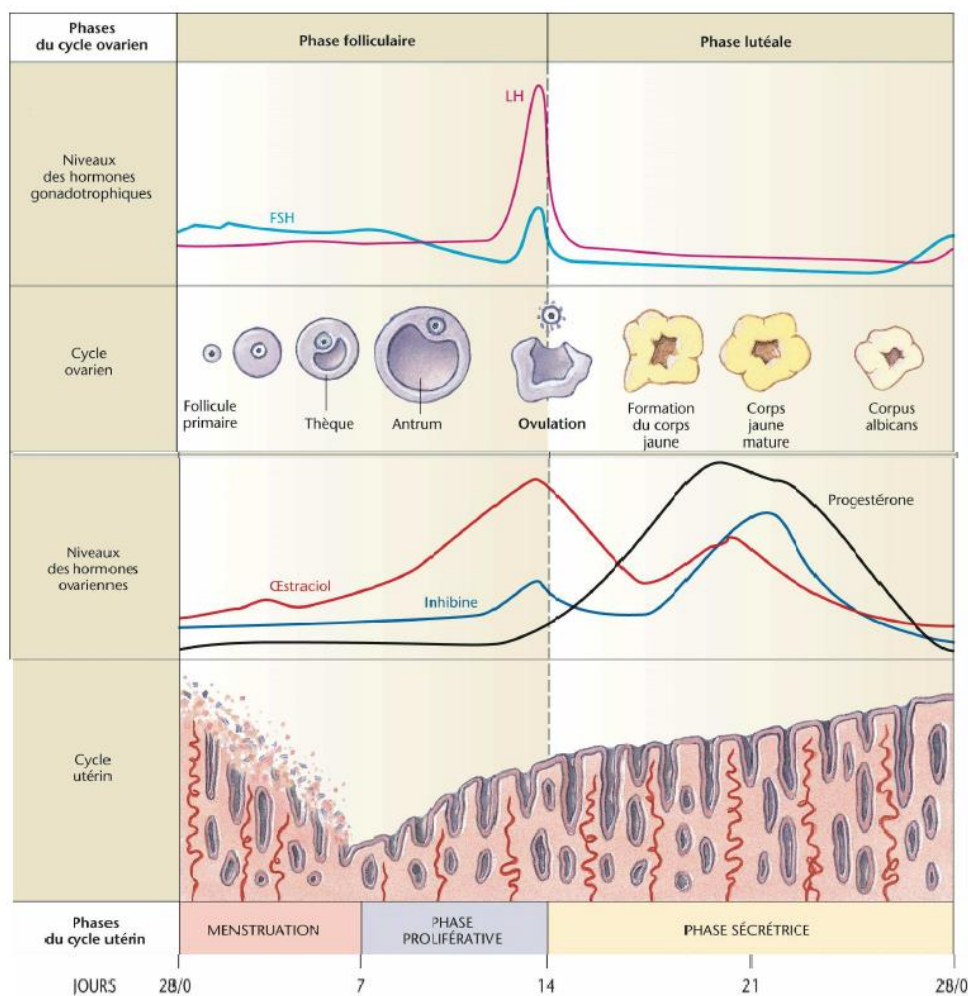 Phases
du cycle ovarien
Phase folliculaire
Phase lutéale
Niveaux
des hormones
gonadotrophiques
LH
FSH
Cycle
ovarien
Follicule
primaire
Thèque
Antrum
Ovulation
Formation
du corps
jaune
Corps
jaune
mature
Corpus
albicans
Niveaux
des hormones
ovariennes
Œstraciol
Inhibine
Progestérone
Cycle
utérin
Phases
du cycle utérin
MENSTRUATION
PHASE
PROLIFÉRATIVE
PHASE SÉCRÉTRICE
JOURS 28/0 7 14 21 28/0